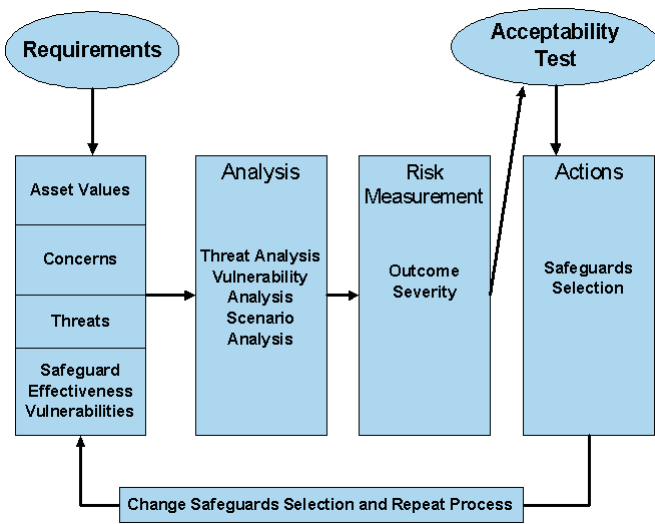 Requirements
Acceptability
Test
Asset Values
Concerns
Threats
Safeguard
Effectiveness
Vulnerabilities
Analysis
Threat Analysis
Vulnerability
Analysis
Scenario
Analysis
Risk
Measurement
Outcome
Severity
Actions
Safeguards
Selection
Change Safeguards Selection and Repeat Process